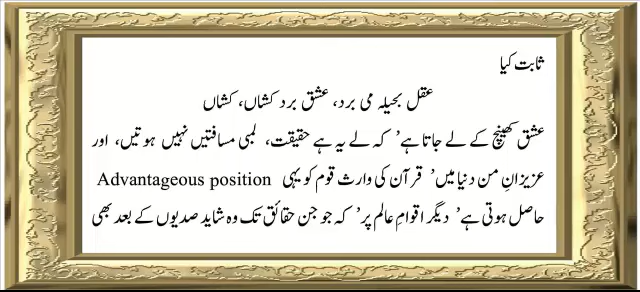 ثابت کیا
عقل بحیلہ می برد، عشق برد کشاں، کشاں
عشق کھینچ کے لے جاتا ہے’ کہ لے یہ ہے حقیقت، لمبی مسافتیں نہیں ہوتیں، اور
عزیزانِ من دنیا میں’ قرآن کی وارث قوم کو یہی Advantageous position
حاصل ہوتی ہے’ دیگر اقوامِ عالم پر’ کہ جو جن حقائق تک وہ شاید صدیوں کے بعد بھی